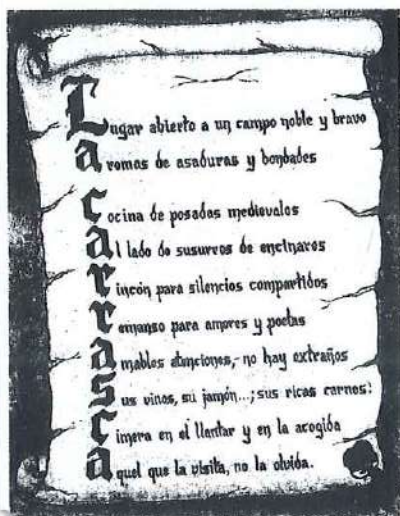 Lugar abierto a un campo noble y bravo
aromas de asaduras y bondades
cocina de posadas medievales
al lado de susurros de encinares
rincón para silencios compartidos
remanso para amores y poetas
amables atenciones,-no hay extraños
sus vinos, su jamón...; sus ricas carnes!
cimera en el llantar y en la acogida
aquel que la visita, no la olvida.